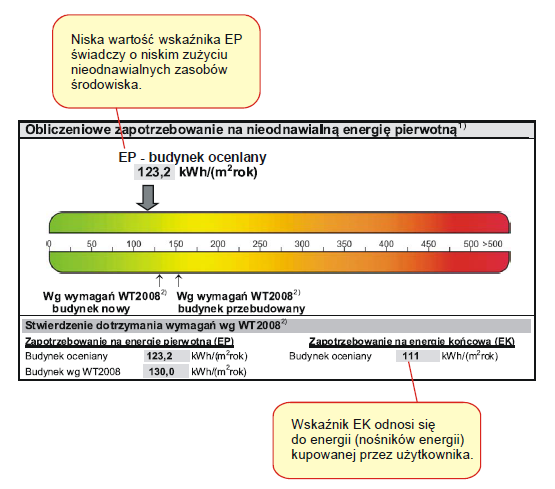 Niska wartość wskaźnika EP
świadczy o niskim zużyciu
nieodnawialnych zasobów
środowiska.
Obliczeniowe zapotrzebowanie na nieodnawialną energię pierwotną¹⁾
EP - budynek oceniany
123,2 kWh/(m²rok)
0 50 100 150 200 250 300 350 400 450 500 >500
Wg wymagań WT2008²⁾
budynek nowy
Wg wymagań WT2008²⁾
budynek przebudowany
Stwierdzenie dotrzymania wymagań wg WT2008²⁾
Zapotrzebowanie na energię pierwotną (EP) Zapotrzebowanie na energię końcową (EK)
Budynek oceniany 123,2 kWh/(m²rok) Budynek oceniany 111 kWh/(m²rok)
Budynek wg WT2008 130,0 kWh/(m²rok)
Wskaźnik EK odnosi się
do energii (nośników energii)
kupowanej przez użytkownika.